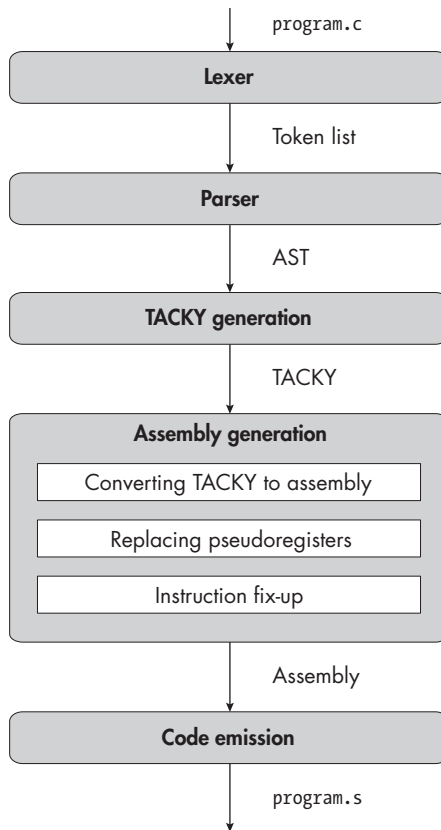 program.c
Lexer
Token list
Parser
AST
TACKY generation
TACKY
Assembly generation
Converting TACKY to assembly
Replacing pseudoregisters
Instruction fix-up
Assembly
Code emission
program.s